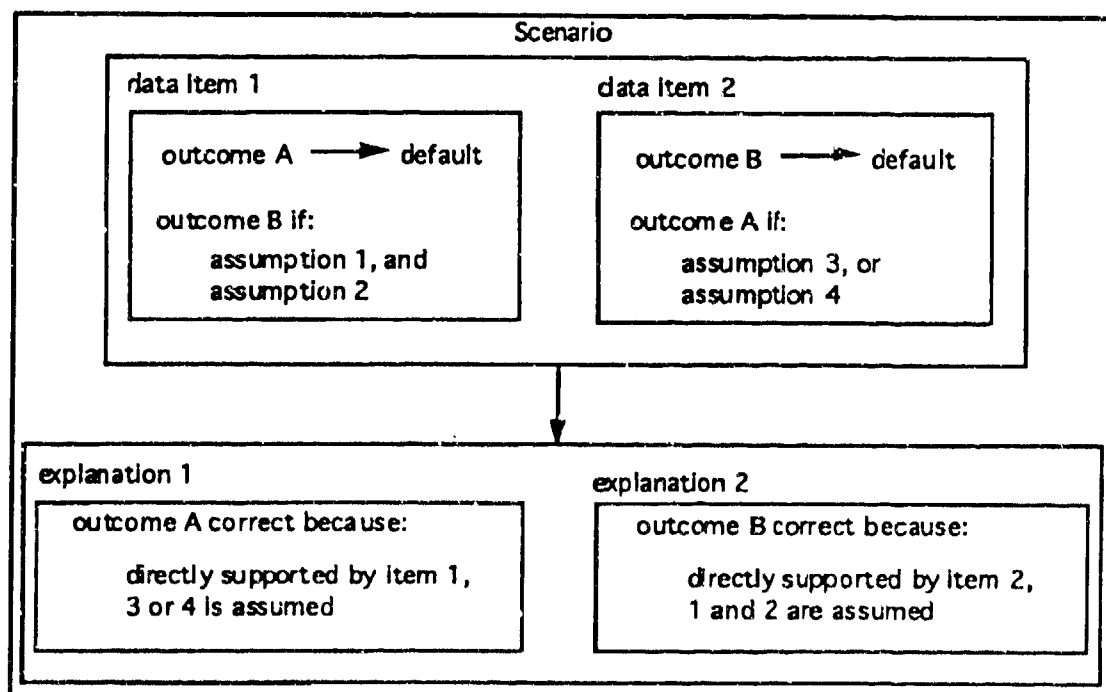 Scenario
data item 1
outcome A default
outcome B if:
assumption 1, and
assumption 2
data item 2
outcome B default
outcome A if:
assumption 3, or
assumption 4
explanation 1
outcome A correct because:
directly supported by item 1,
3 or 4 is assumed
explanation 2
outcome B correct because:
directly supported by item 2,
1 and 2 are assumed